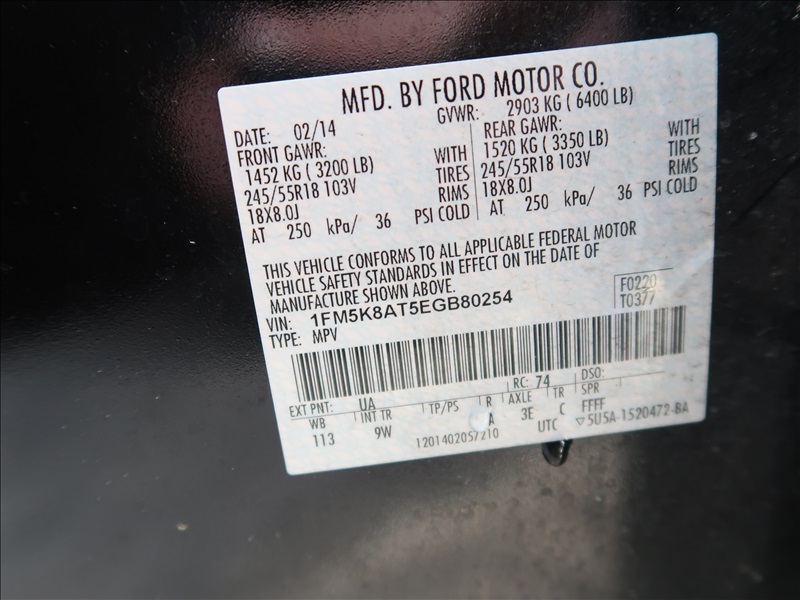 MFD. BY FORD MOTOR CO.
DATE: 02/14
GVWR: 2903 KG ( 6400 LB)
FRONT GAWR:
1452 KG ( 3200 LB) WITH
245/55R18 103V TIRES
18X8.0J RIMS
AT 250 kPa/ 36 PSI COLD
REAR GAWR:
1520 KG ( 3350 LB) WITH
245/55R18 103V TIRES
18X8.0J RIMS
AT 250 kPa/ 36 PSI COLD
THIS VEHICLE CONFORMS TO ALL APPLICABLE FEDERAL MOTOR
VEHICLE SAFETY STANDARDS IN EFFECT ON THE DATE OF
MANUFACTURE SHOWN ABOVE.
F0220
T0377
VIN: 1FM5K8AT5EGB80254
TYPE: MPV
EXT PNT: UA RC: 74 DSO:
WB INT TR TP/PS R AXLE TR SPR
113 9W A 3E C FFFF
1201402057210 UTC ▽5U5A-1520472-BA